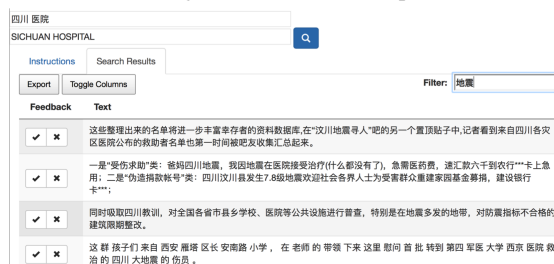 四川 医院
SICHUAN HOSPITAL
Instructions Search Results
Export Toggle Columns Filter: 地震
Feedback Text
这些整理出来的名单将进一步丰富幸存者的资料数据库,在“汶川地震寻人”吧的另一个置顶贴子中,记者看到来自四川各灾
区医院公布的救助者名单也第一时间被吧友收集汇总起来。
一是“受伤求助”类：爸妈四川地震，我因地震在医院接受治疗(什么都没有了)，急需医药费，速汇款六千到农行***卡上急
用；二是“伪造捐款帐号”类：四川汶川县发生7.8级地震欢迎社会各界人士为受害群众重建家园基金募捐，建设银行
卡***；
同时吸取四川教训，对全国各省市县乡学校、医院等公共设施进行普查，特别是在地震多发的地带，对防震指标不合格的
建筑限期整改。
这 群 孩子们 来自 西安 雁塔 区长 安南路 小学 ， 在 老师 的 带领 下来 这里 慰问 首 批 转到 第四 军医 大学 西京 医院 救
治 的 四川 大地震 的 伤员 。